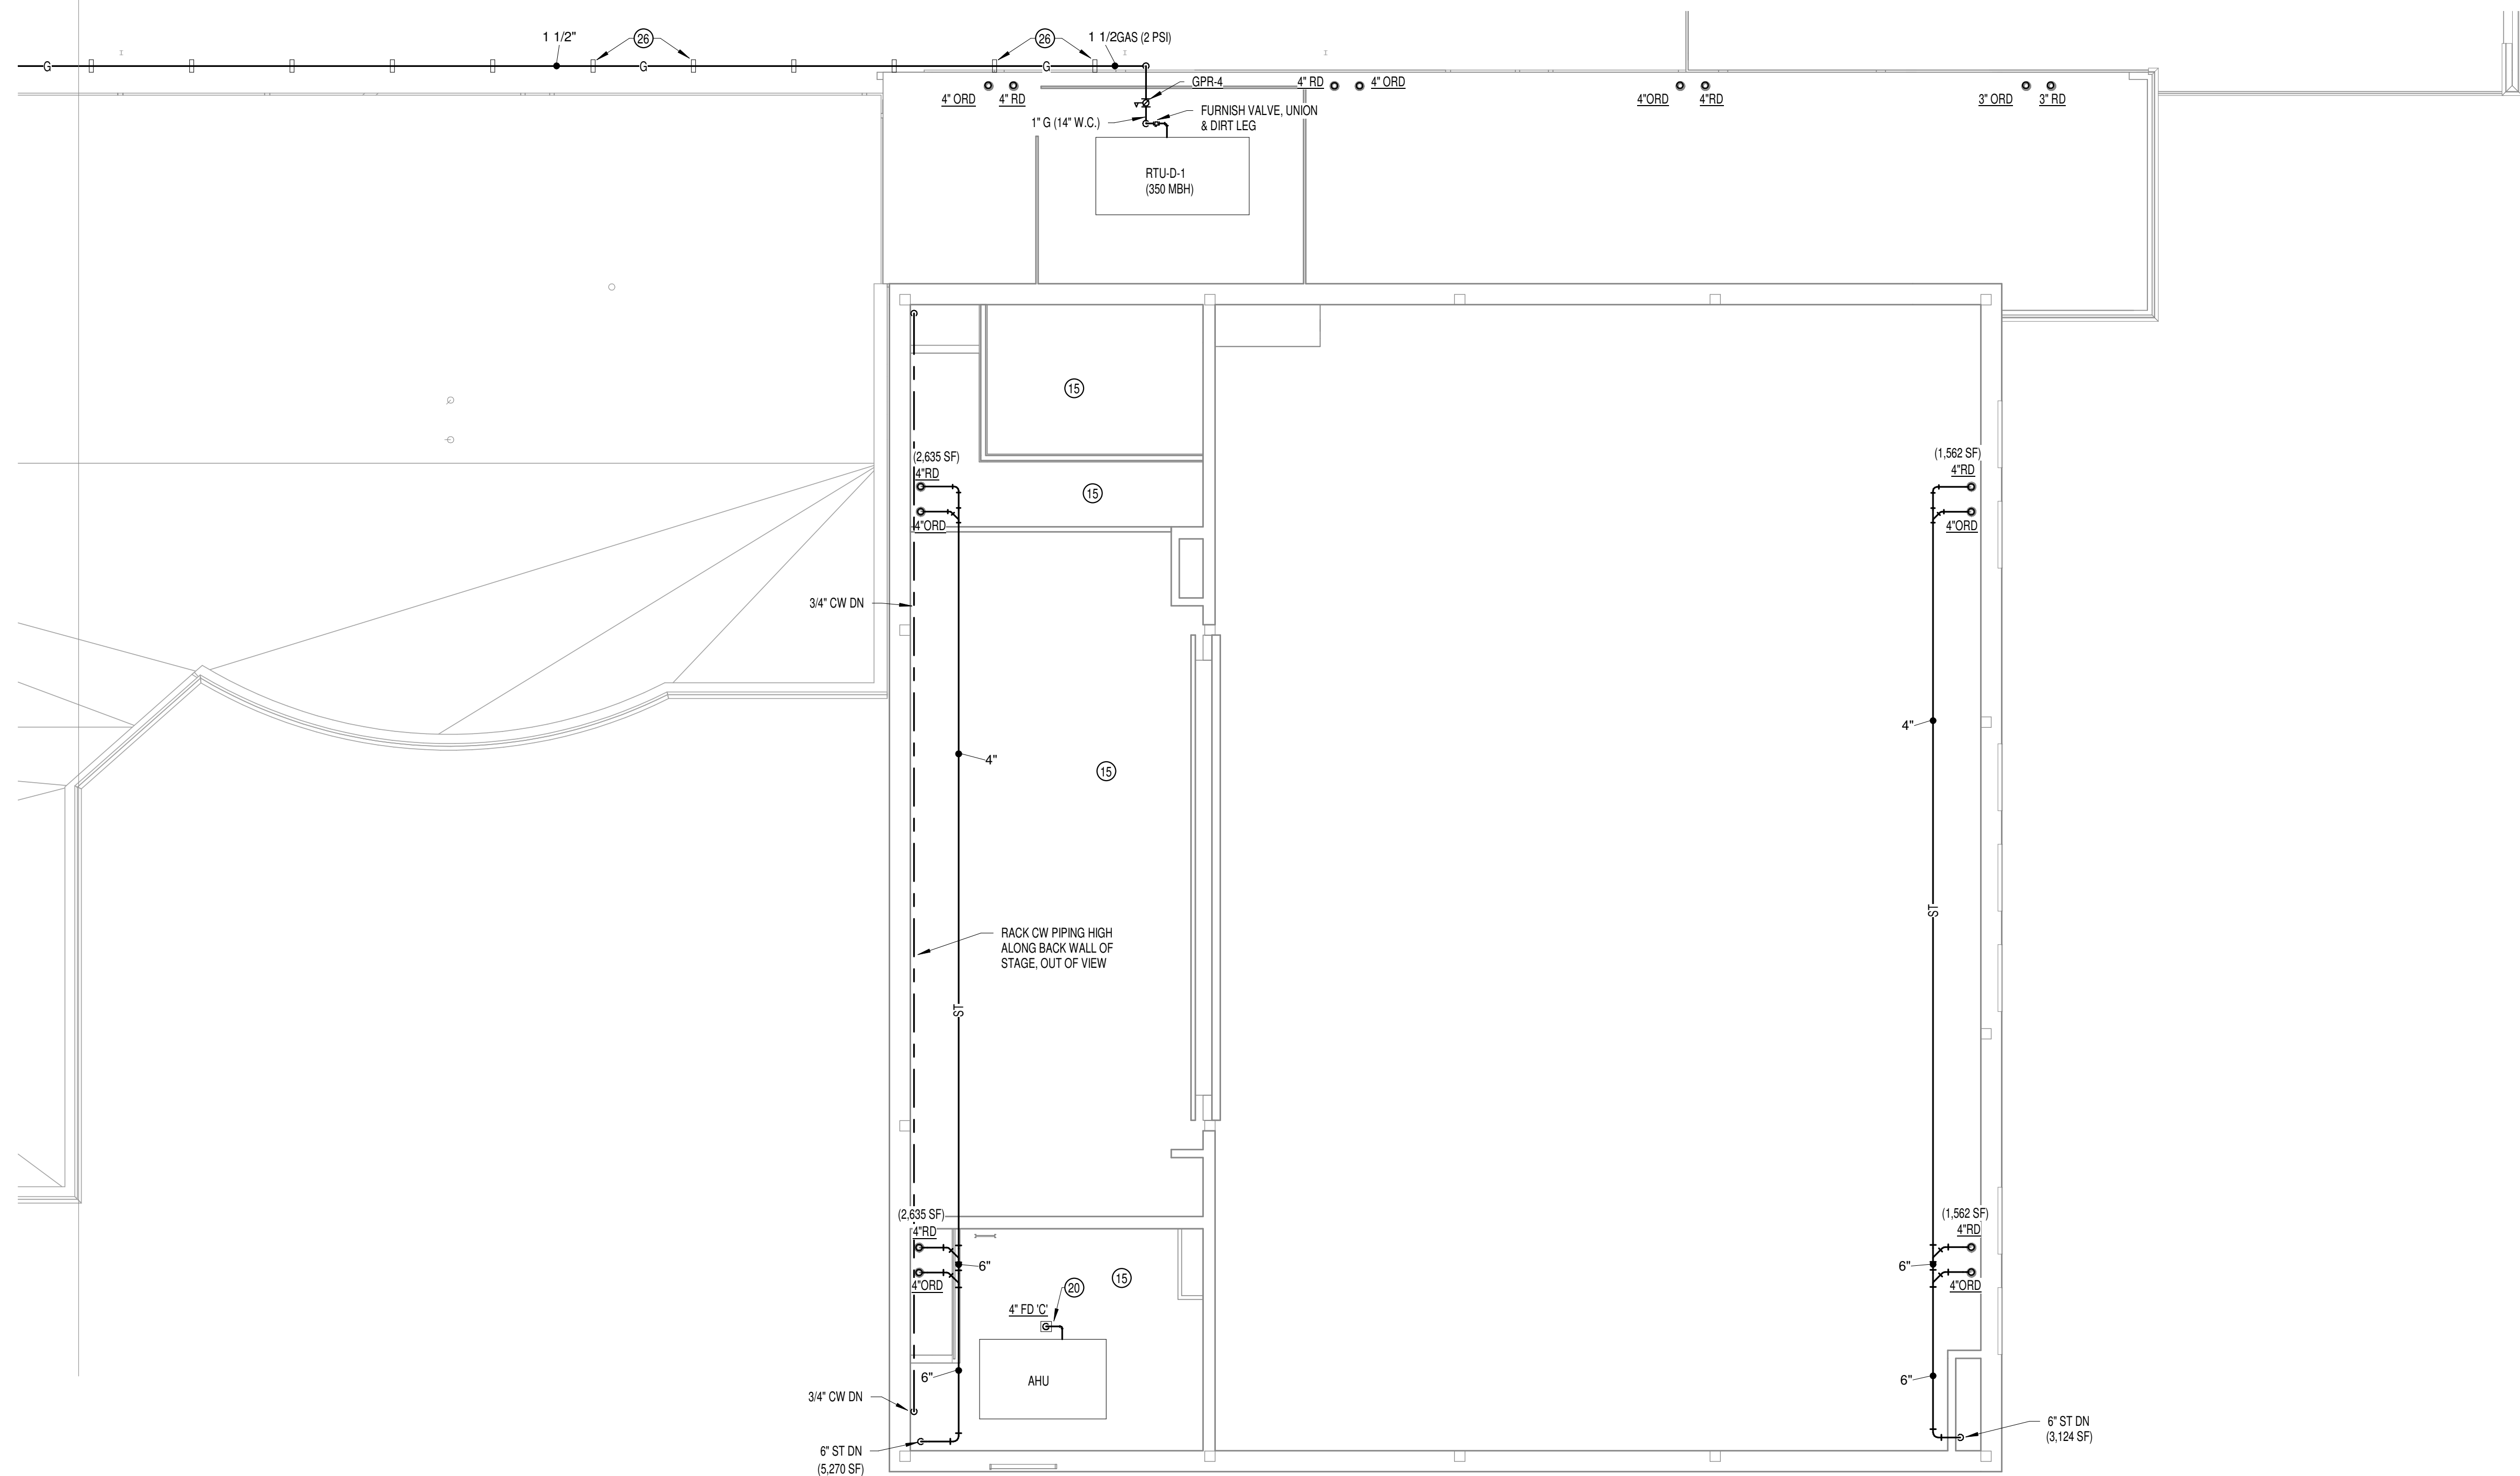 1 1/2"
26
26
1 1/2GAS (2 PSI)
G
G
G
GPR-4
4" RD
4" ORD
4" ORD
4" RD
4"ORD
4"RD
3" ORD
3" RD
FURNISH VALVE, UNION
& DIRT LEG
1" G (14" W.C.)
RTU-D-1
(350 MBH)
15
(2,635 SF)
4"RD
4"ORD
15
(1,562 SF)
4"RD
4"ORD
3/4" CW DN
4"
4"
15
ST
RACK CW PIPING HIGH
ALONG BACK WALL OF
STAGE, OUT OF VIEW
ST
(2,635 SF)
4"RD
4"ORD
6"
15
20
4" FD 'C'
(1,562 SF)
4"RD
6"
4"ORD
AHU
6"
6"
3/4" CW DN
6" ST DN
(5,270 SF)
6" ST DN
(3,124 SF)